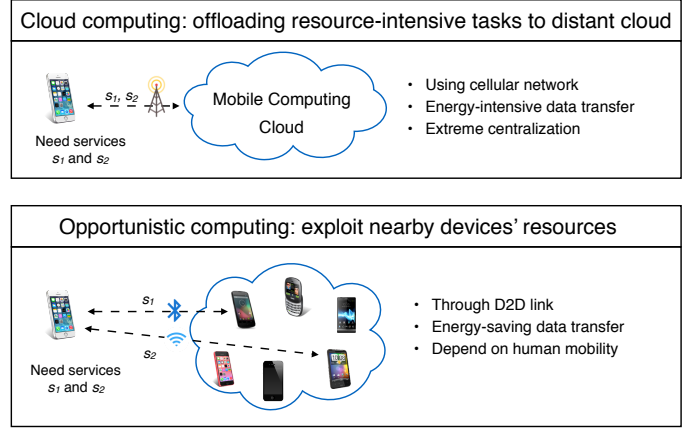 Cloud computing: offloading resource-intensive tasks to distant cloud
s1, s2
Mobile Computing
Cloud
Need services
s1 and s2
• Using cellular network
• Energy-intensive data transfer
• Extreme centralization
Opportunistic computing: exploit nearby devices' resources
s1
s2
Need services
s1 and s2
• Through D2D link
• Energy-saving data transfer
• Depend on human mobility